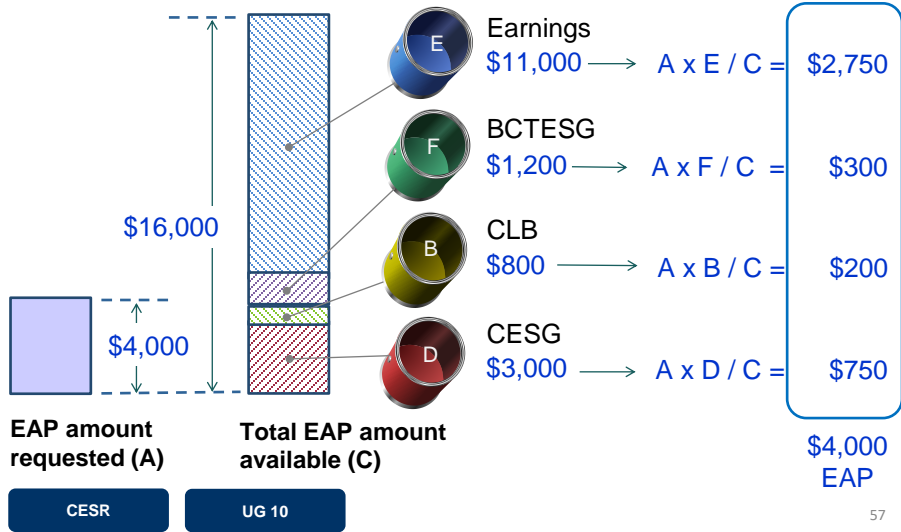 E
Earnings
$11,000
A x E / C =
$2,750
F
BCTESG
$1,200
A x F / C =
$300
B
CLB
$800
A x B / C =
$200
D
CESG
$3,000
A x D / C =
$750
$16,000
$4,000
EAP amount
requested (A)
Total EAP amount
available (C)
$4,000
EAP
CESR
UG 10
57